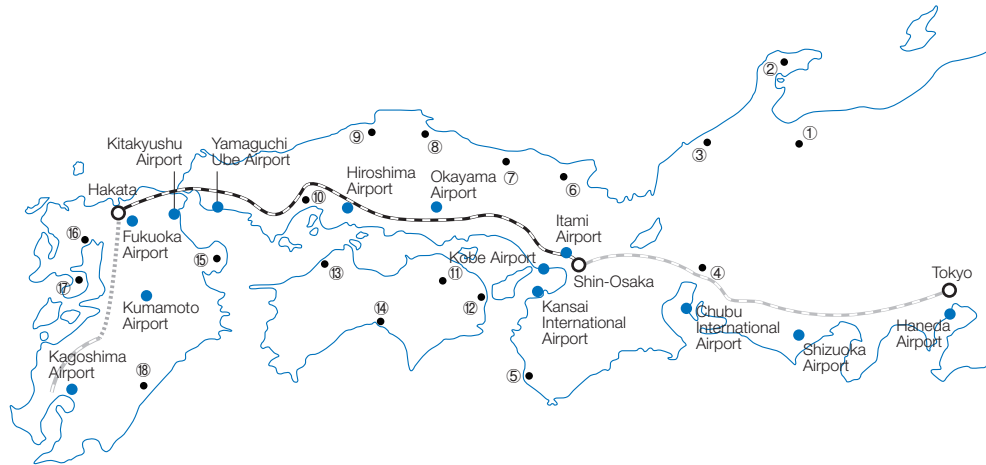 ②
①
③
⑨
⑧
Kitakyushu
Airport
Yamaguchi
Ube Airport
⑦
⑥
Hakata
Hiroshima
Airport
Okayama
Airport
⑩
Fukuoka
Airport
Itami
Airport
⑯
⑮
⑬
Kobe Airport
Shin-Osaka
④
⑰
⑪
⑫
Tokyo
Kumamoto
Airport
⑭
Kansai
International
Airport
Chubu
International
Airport
Shizuoka
Airport
Haneda
Airport
Kagoshima
Airport
⑱
⑤